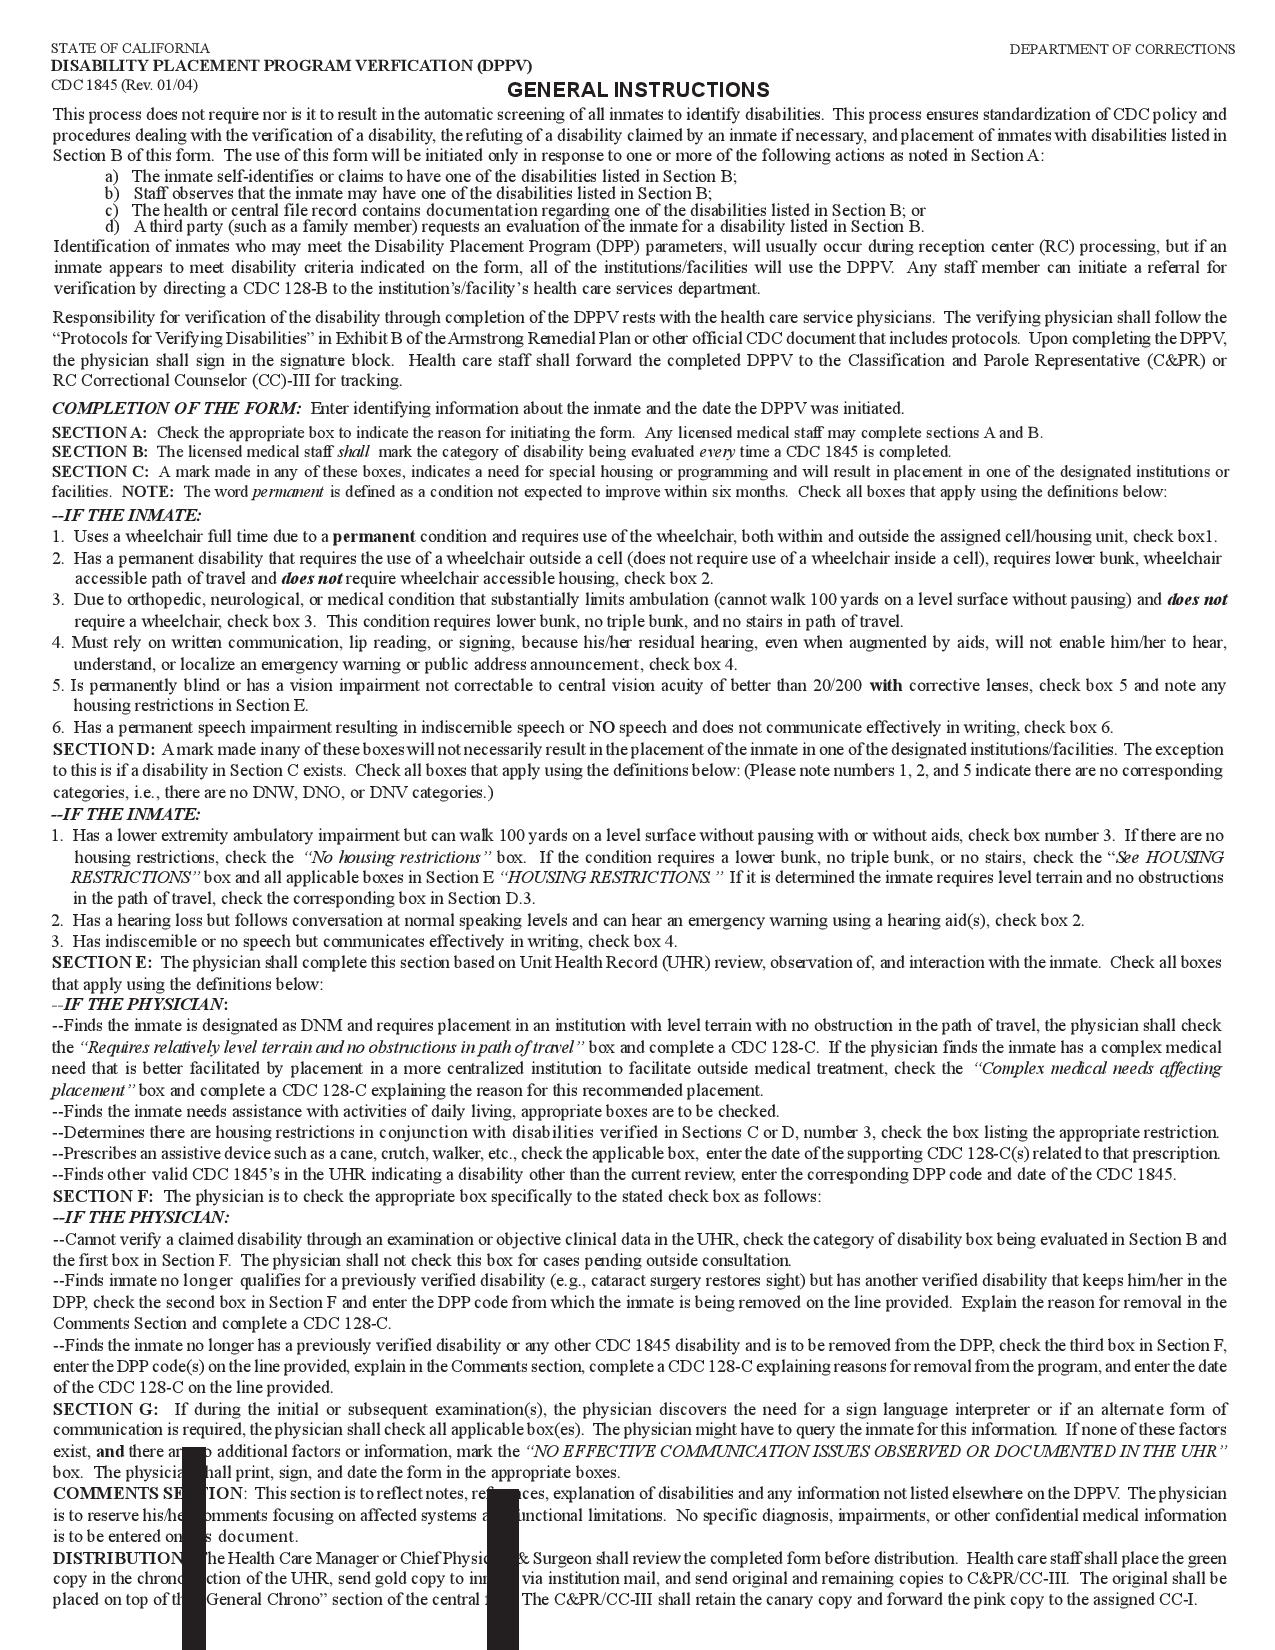 STATE OF CALIFORNIA
DEPARTMENT OF CORRECTIONS
DISABILITY PLACEMENT PROGRAM VERFICATION (DPPV)
CDC 1845 (Rev. 01/04)
GENERAL INSTRUCTIONS
This process does not require nor is it to result in the automatic screening of all inmates to identify disabilities. This process ensures standardization of CDC policy and
procedures dealing with the verification of a disability, the refuting of a disability claimed by an inmate if necessary, and placement of inmates with disabilities listed in
Section B of this form. The use of this form will be initiated only in response to one or more of the following actions as noted in Section A:
a) The inmate self-identifies or claims to have one of the disabilities listed in Section B;
b) Staff observes that the inmate may have one of the disabilities listed in Section B;
c) The health or central file record contains documentation regarding one of the disabilities listed in Section B; or
d) A third party (such as a family member) requests an evaluation of the inmate for a disability listed in Section B.
Identification of inmates who may meet the Disability Placement Program (DPP) parameters, will usually occur during reception center (RC) processing, but if an
inmate appears to meet disability criteria indicated on the form, all of the institutions/facilities will use the DPPV. Any staff member can initiate a referral for
verification by directing a CDC 128-B to the institution's/facility's health care services department.
Responsibility for verification of the disability through completion of the DPPV rests with the health care service physicians. The verifying physician shall follow the
“Protocols for Verifying Disabilities” in Exhibit B of the Armstrong Remedial Plan or other official CDC document that includes protocols. Upon completing the DPPV,
the physician shall sign in the signature block. Health care staff shall forward the completed DPPV to the Classification and Parole Representative (C&PR) or
RC Correctional Counselor (CC)-III for tracking.
COMPLETION OF THE FORM: Enter identifying information about the inmate and the date the DPPV was initiated.
SECTION A: Check the appropriate box to indicate the reason for initiating the form. Any licensed medical staff may complete sections A and B.
SECTION B: The licensed medical staff shall mark the category of disability being evaluated every time a CDC 1845 is completed.
SECTION C: A mark made in any of these boxes, indicates a need for special housing or programming and will result in placement in one of the designated institutions or
facilities. NOTE: The word permanent is defined as a condition not expected to improve within six months. Check all boxes that apply using the definitions below:
--IF THE INMATE:
1. Uses a wheelchair full time due to a permanent condition and requires use of the wheelchair, both within and outside the assigned cell/housing unit, check box1.
2. Has a permanent disability that requires the use of a wheelchair outside a cell (does not require use of a wheelchair inside a cell), requires lower bunk, wheelchair
accessible path of travel and does not require wheelchair accessible housing, check box 2.
3. Due to orthopedic, neurological, or medical condition that substantially limits ambulation (cannot walk 100 yards on a level surface without pausing) and does not
require a wheelchair, check box 3. This condition requires lower bunk, no triple bunk, and no stairs in path of travel.
4. Must rely on written communication, lip reading, or signing, because his/her residual hearing, even when augmented by aids, will not enable him/her to hear,
understand, or localize an emergency warning or public address announcement, check box 4.
5. Is permanently blind or has a vision impairment not correctable to central vision acuity of better than 20/200 with corrective lenses, check box 5 and note any
housing restrictions in Section E.
6. Has a permanent speech impairment resulting in indiscernible speech or NO speech and does not communicate effectively in writing, check box 6.
SECTION D: A mark made in any of these boxes will not necessarily result in the placement of the inmate in one of the designated institutions/facilities. The exception
to this is if a disability in Section C exists. Check all boxes that apply using the definitions below: (Please note numbers 1, 2, and 5 indicate there are no corresponding
categories, i.e., there are no DNW, DNO, or DNV categories.)
--IF THE INMATE:
1. Has a lower extremity ambulatory impairment but can walk 100 yards on a level surface without pausing with or without aids, check box number 3. If there are no
housing restrictions, check the “No housing restrictions” box. If the condition requires a lower bunk, no triple bunk, or no stairs, check the “See HOUSING
RESTRICTIONS” box and all applicable boxes in Section E “HOUSING RESTRICTIONS.” If it is determined the inmate requires level terrain and no obstructions
in the path of travel, check the corresponding box in Section D.3.
2. Has a hearing loss but follows conversation at normal speaking levels and can hear an emergency warning using a hearing aid(s), check box 2.
3. Has indiscernible or no speech but communicates effectively in writing, check box 4.
SECTION E: The physician shall complete this section based on Unit Health Record (UHR) review, observation of, and interaction with the inmate. Check all boxes
that apply using the definitions below:
--IF THE PHYSICIAN:
--Finds the inmate is designated as DNM and requires placement in an institution with level terrain with no obstruction in the path of travel, the physician shall check
the “Requires relatively level terrain and no obstructions in path of travel” box and complete a CDC 128-C. If the physician finds the inmate has a complex medical
need that is better facilitated by placement in a more centralized institution to facilitate outside medical treatment, check the “Complex medical needs affecting
placement” box and complete a CDC 128-C explaining the reason for this recommended placement.
--Finds the inmate needs assistance with activities of daily living, appropriate boxes are to be checked.
--Determines there are housing restrictions in conjunction with disabilities verified in Sections C or D, number 3, check the box listing the appropriate restriction.
--Prescribes an assistive device such as a cane, crutch, walker, etc., check the applicable box, enter the date of the supporting CDC 128-C(s) related to that prescription.
--Finds other valid CDC 1845's in the UHR indicating a disability other than the current review, enter the corresponding DPP code and date of the CDC 1845.
SECTION F: The physician is to check the appropriate box specifically to the stated check box as follows:
--IF THE PHYSICIAN:
--Cannot verify a claimed disability through an examination or objective clinical data in the UHR, check the category of disability box being evaluated in Section B and
the first box in Section F. The physician shall not check this box for cases pending outside consultation.
--Finds inmate no longer qualifies for a previously verified disability (e.g., cataract surgery restores sight) but has another verified disability that keeps him/her in the
DPP, check the second box in Section F and enter the DPP code from which the inmate is being removed on the line provided. Explain the reason for removal in the
Comments Section and complete a CDC 128-C.
--Finds the inmate no longer has a previously verified disability or any other CDC 1845 disability and is to be removed from the DPP, check the third box in Section F,
enter the DPP code(s) on the line provided, explain in the Comments section, complete a CDC 128-C explaining reasons for removal from the program, and enter the date
of the CDC 128-C on the line provided.
SECTION G: If during the initial or subsequent examination(s), the physician discovers the need for a sign language interpreter or if an alternate form of
communication is required, the physician shall check all applicable box(es). The physician might have to query the inmate for this information. If none of these factors
exist, and there additional factors or information, mark the “NO EFFECTIVE COMMUNICATION ISSUES OBSERVED OR DOCUMENTED IN THE UHR”
box. The physicia hall print, sign, and date the form in the appropriate boxes.
COMMENTS SE TION: This section is to reflect notes, re ces, explanation of disabilities and any information not listed elsewhere on the DPPV. The physician
is to reserve his/he omments focusing on affected systems a unctional limitations. No specific diagnosis, impairments, or other confidential medical information
is to be entered on s document.
DISTRIBUTION he Health Care Manager or Chief Physic & Surgeon shall review the completed form before distribution. Health care staff shall place the green
copy in the chrono ction of the UHR, send gold copy to in via institution mail, and send original and remaining copies to C&PR/CC-III. The original shall be
placed on top of th General Chrono” section of the central The C&PR/CC-III shall retain the canary copy and forward the pink copy to the assigned CC-I.